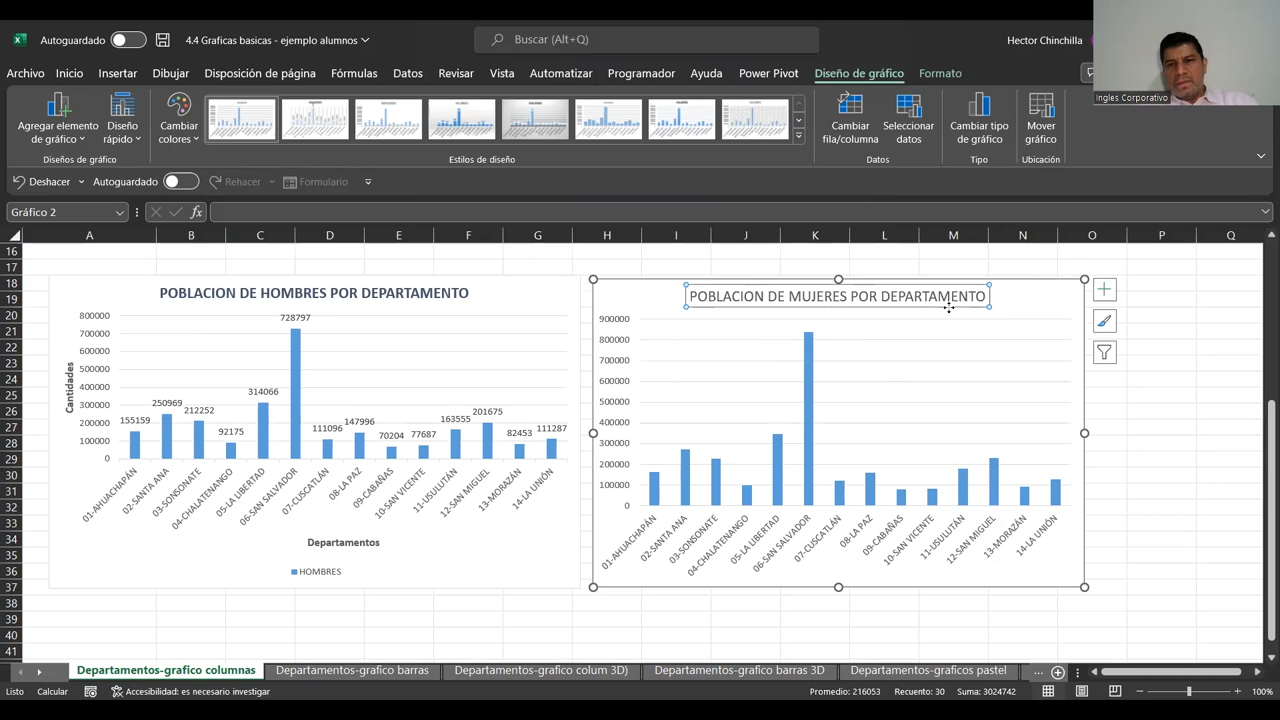 Autoguardado
4.4 Graficas basicas - ejemplo alumnos
Buscar (Alt+Q)
Hector Chinchilla
Ingles Corporativo
Archivo Inicio Insertar Dibujar Disposición de página Fórmulas Datos Revisar Vista Automatizar Programador Ayuda Power Pivot Diseño de gráfico Formato
Agregar elemento de gráfico
Diseño rápido
Cambiar colores
Cambiar fila/columna
Seleccionar datos
Cambiar tipo de gráfico
Mover gráfico
Diseños de gráfico Estilos de diseño Datos Tipo Ubicación
Deshacer Autoguardado Rehacer Formulario
Gráfico 2 fx
A B C D E F G H I J K L M N O P Q
16
17
18
19
20
21
22
23
24
25
26
27
28
29
30
31
32
33
34
35
36
37
38
39
40
41
POBLACION DE HOMBRES POR DEPARTAMENTO
800000
700000
600000
500000
400000
300000
200000
100000
0
Cantidades
155159 250969 212252 92175 314066 728797 111096 147996 70204 77687 163555 201675 82453 111287
01-AHUACHAPÁN 02-SANTA ANA 03-SONSONATE 04-CHALATENANGO 05-LA LIBERTAD 06-SAN SALVADOR 07-CUSCATLÁN 08-LA PAZ 09-CABAÑAS 10-SAN VICENTE 11-USULUTÁN 12-SAN MIGUEL 13-MORAZÁN 14-LA UNIÓN
Departamentos
HOMBRES
POBLACION DE MUJERES POR DEPARTAMENTO
900000
800000
700000
600000
500000
400000
300000
200000
100000
0
01-AHUACHAPÁN 02-SANTA ANA 03-SONSONATE 04-CHALATENANGO 05-LA LIBERTAD 06-SAN SALVADOR 07-CUSCATLÁN 08-LA PAZ 09-CABAÑAS 10-SAN VICENTE 11-USULUTÁN 12-SAN MIGUEL 13-MORAZÁN 14-LA UNIÓN
Departamentos-grafico columnas Departamentos-grafico barras Departamentos-grafico colum 3D) Departamentos-grafico barras 3D Departamentos-graficos pastel ...
Listo Calcular Accesibilidad: es necesario investigar Promedio: 216053 Recuento: 30 Suma: 3024742 100%